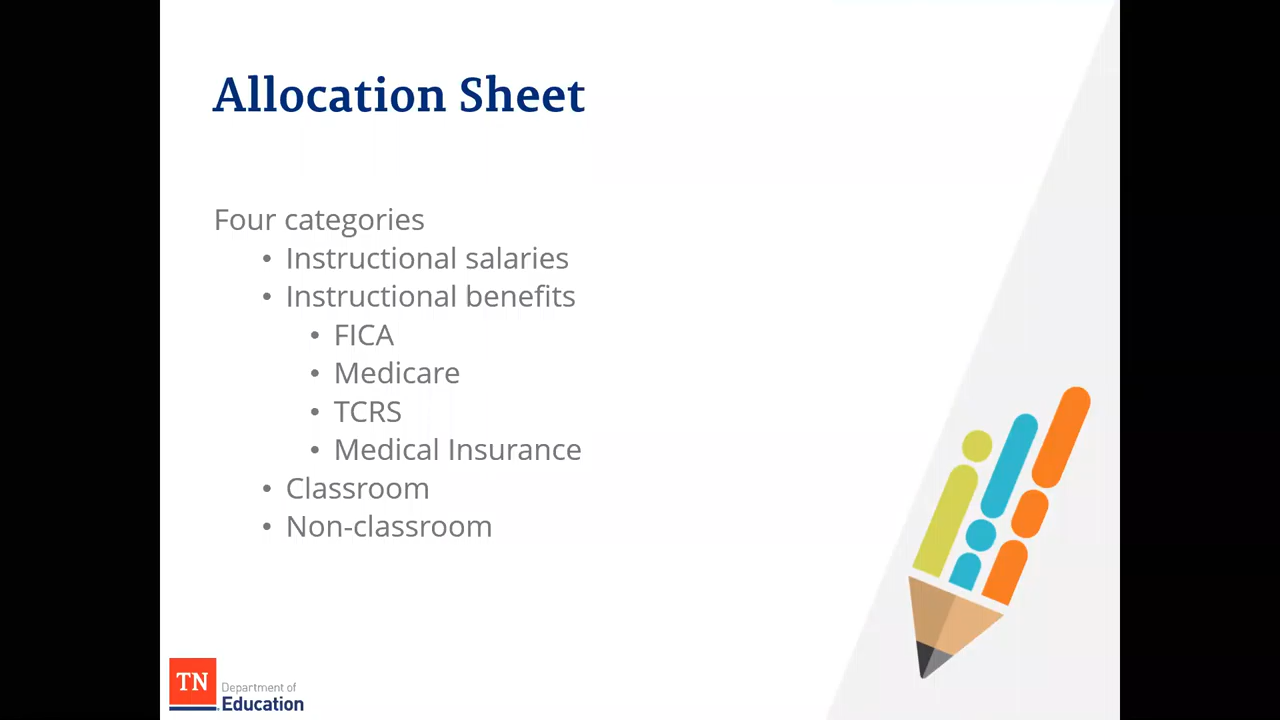 Allocation Sheet
Four categories
• Instructional salaries
• Instructional benefits
• FICA
• Medicare
• TCRS
• Medical Insurance
• Classroom
• Non-classroom
TN
Department of
Education